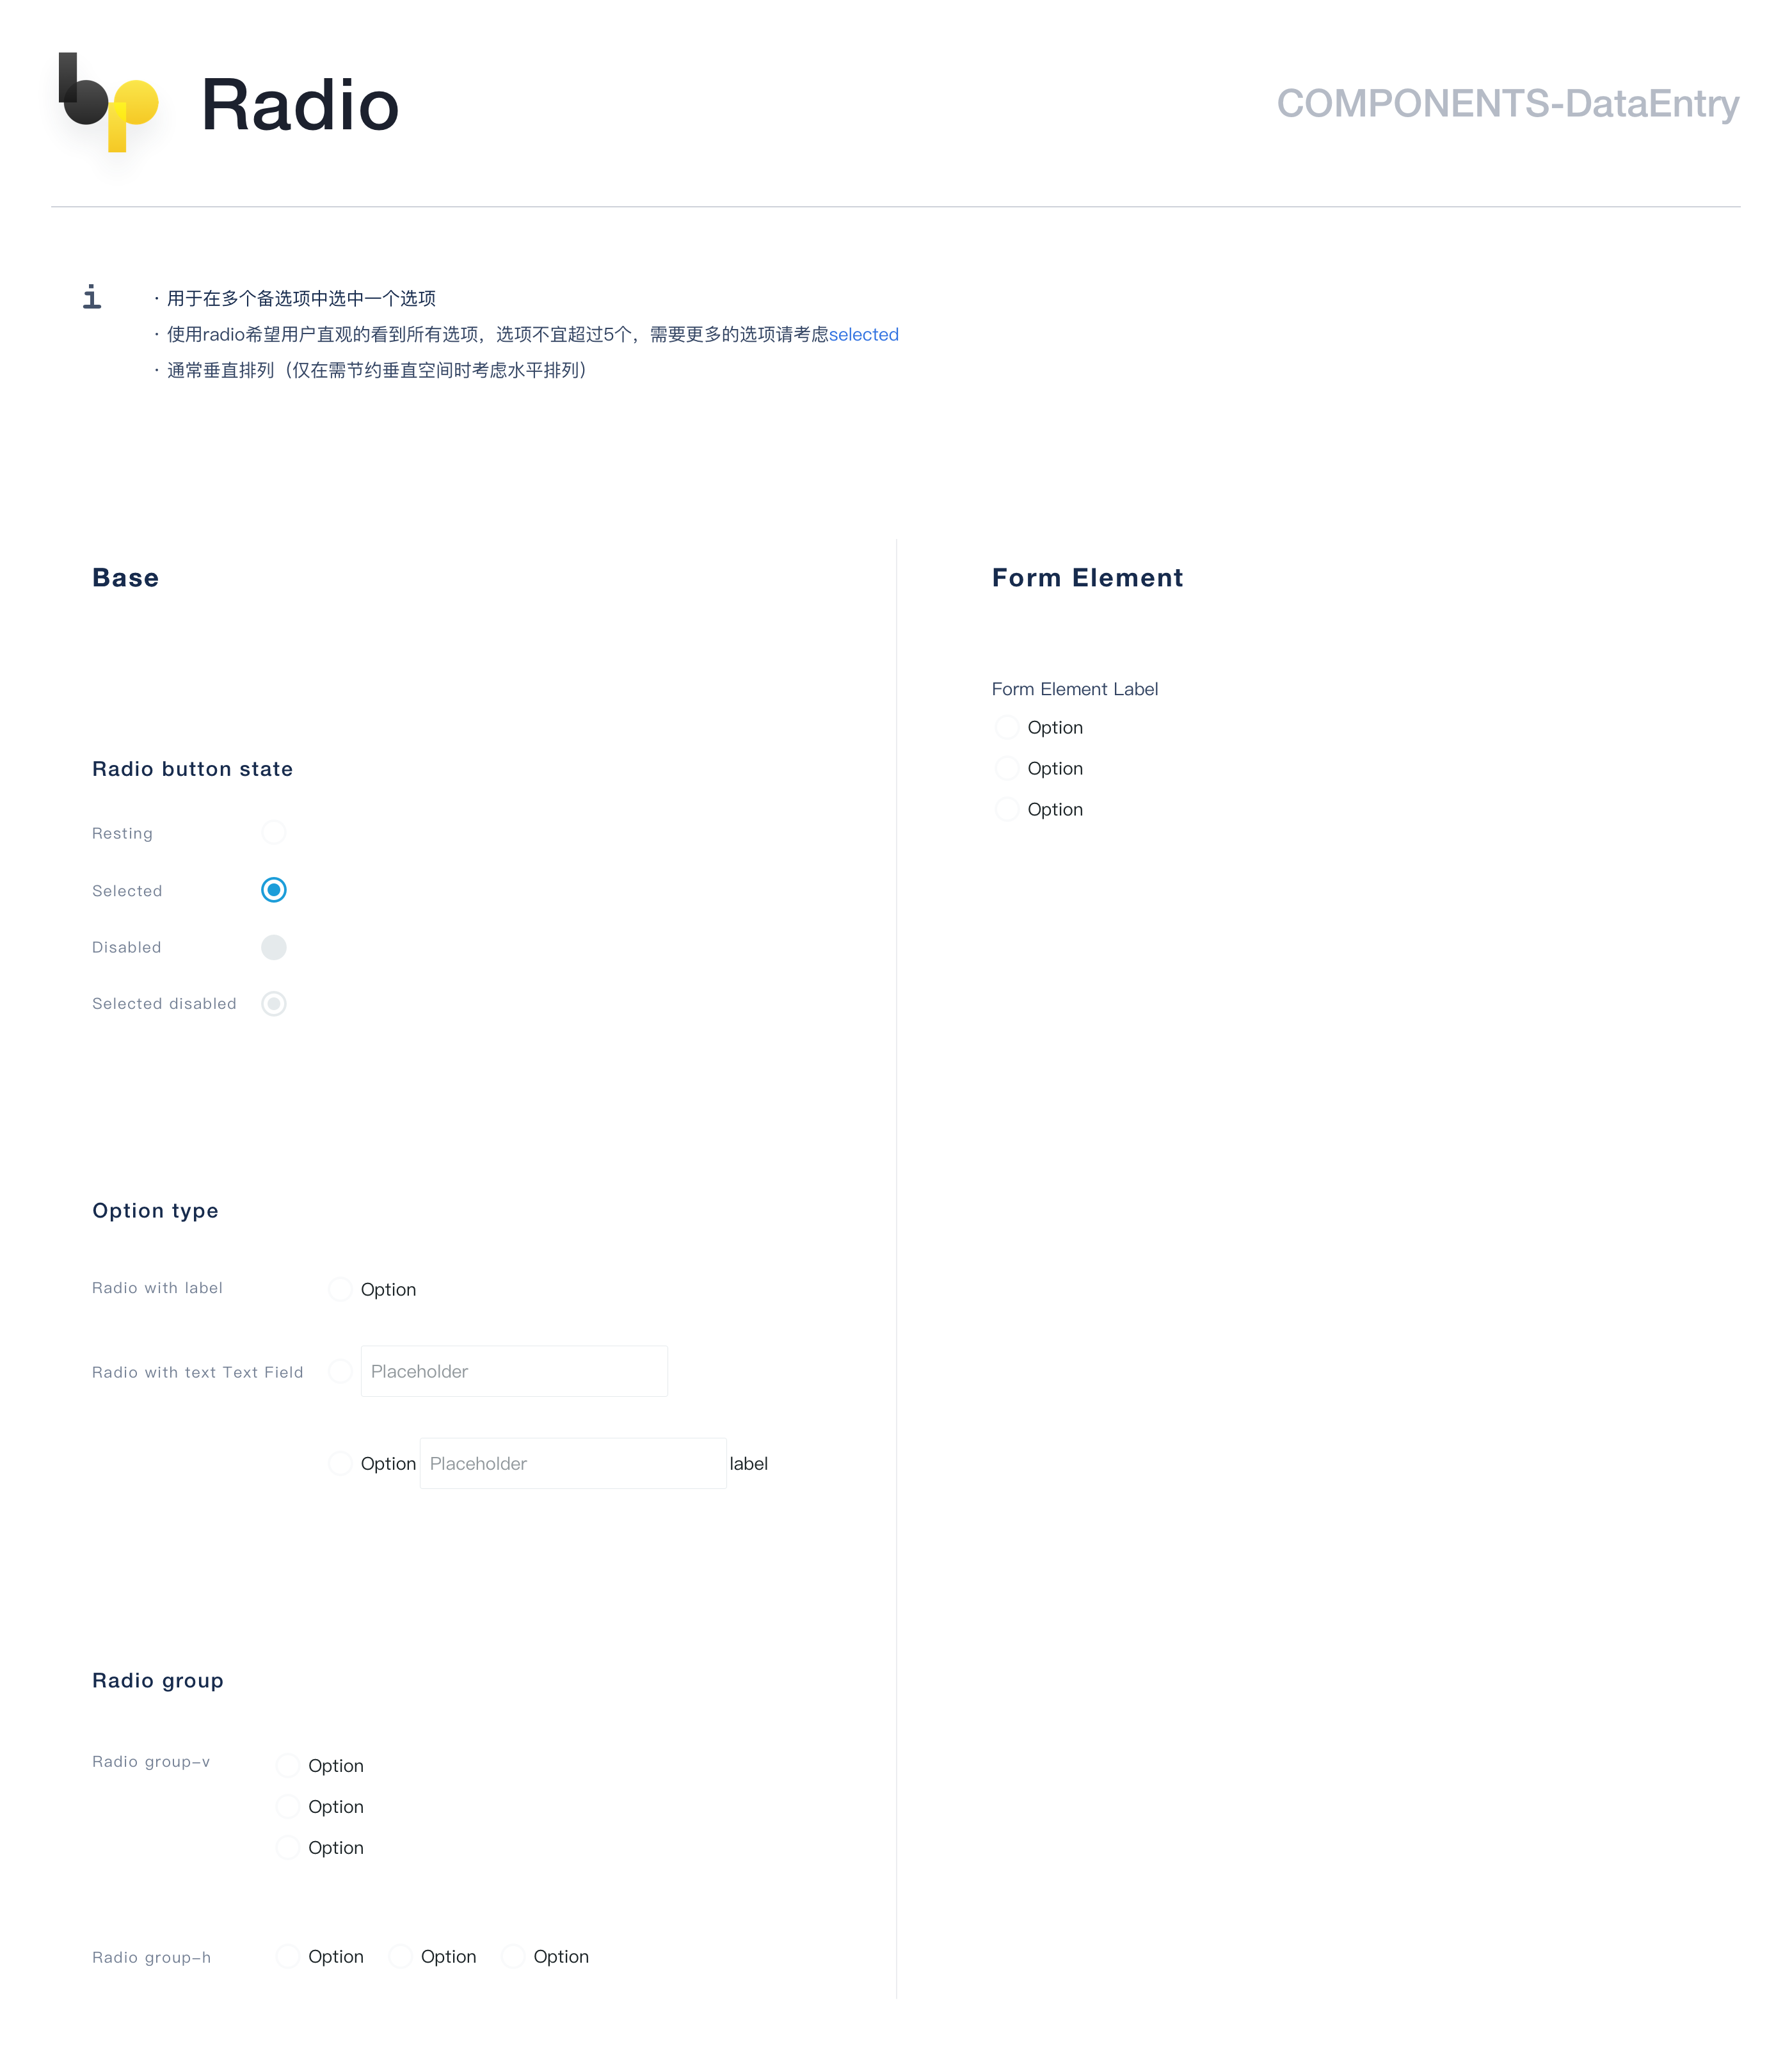 bp
Radio
COMPONENTS-DataEntry
i
· 用于在多个备选项中选中一个选项
· 使用radio希望用户直观的看到所有选项，选项不宜超过5个，需要更多的选项请考虑selected
· 通常垂直排列（仅在需节约垂直空间时考虑水平排列）
Base
Radio button state
Resting
Selected
Disabled
Selected disabled
Option type
Radio with label
Option
Radio with text Text Field
Placeholder
Option
Placeholder
label
Radio group
Radio group-v
Option
Option
Option
Radio group-h
Option
Option
Option
Form Element
Form Element Label
Option
Option
Option